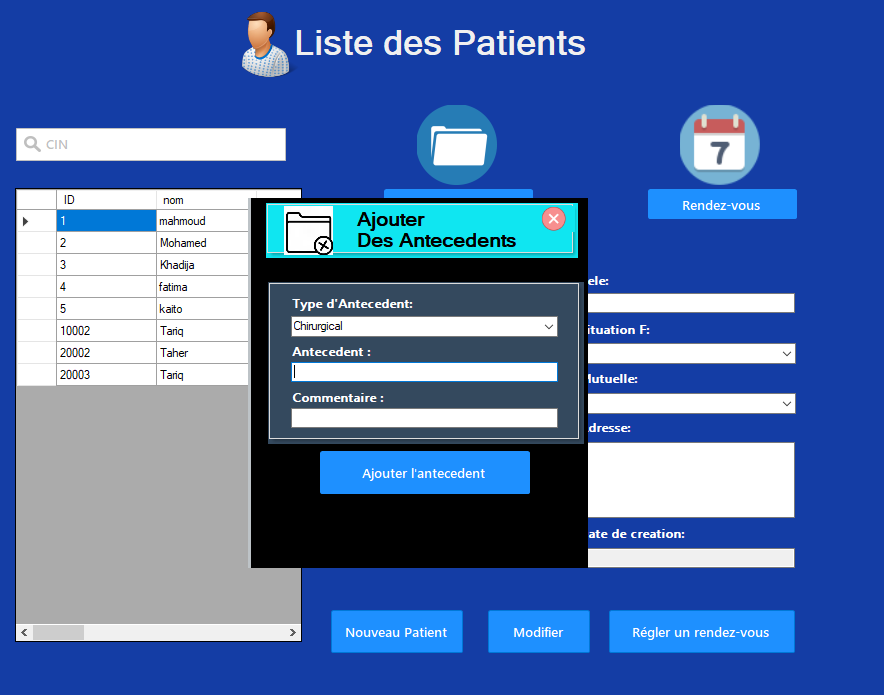 Liste des Patients
CIN
7
Rendez-vous
ID nom
1 mahmoud
2 Mohamed
3 Khadija
4 fatima
5 kaito
10002 Tariq
20002 Taher
20003 Tariq
Ajouter
Des Antecedents
Type d'Antecedent:
Chirurgical
Antecedent :
Commentaire :
Ajouter l'antecedent
ele:
ituation F:
Mutuelle:
dresse:
ate de creation:
Nouveau Patient
Modifier
Régler un rendez-vous